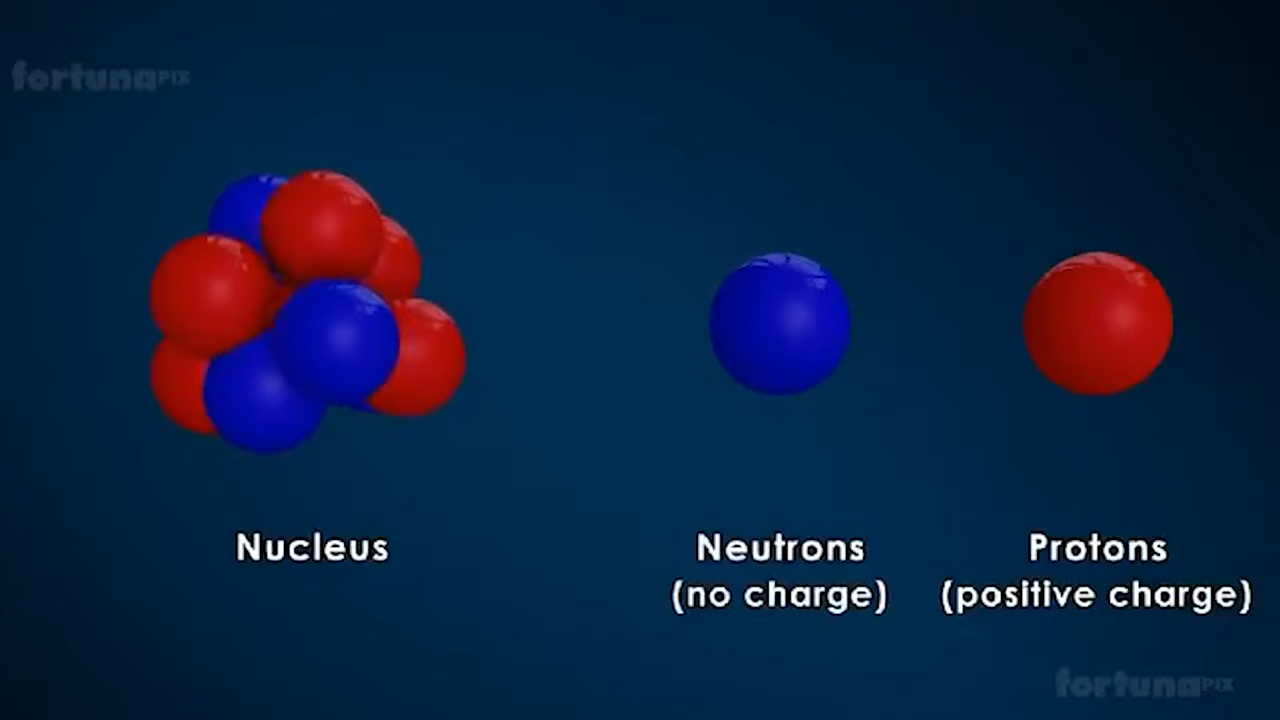 fortunaPIX
Nucleus
Neutrons
(no charge)
Protons
(positive charge)
fortunaPIX